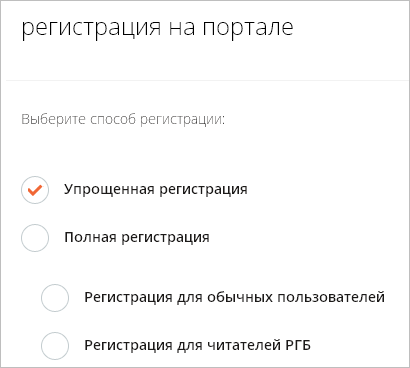 регистрация на портале
Выберите способ регистрации:
Упрощенная регистрация
Полная регистрация
Регистрация для обычных пользователей
Регистрация для читателей РГБ